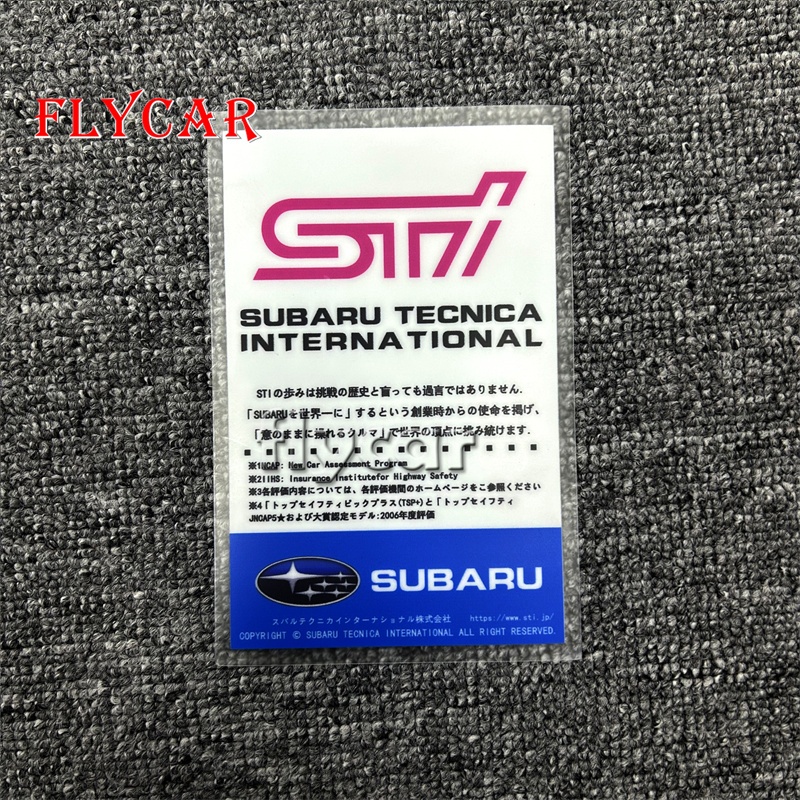 FLYCAR
STI
SUBARU TECNICA
INTERNATIONAL
STIの歩みは挑戦の歴史と盲っても過言ではありません.
「SUBARUを世界一に」するという創業時からの使命を掲げ、
「意のままに操れるクルマ」で世界の頂点に挑み続けます.
flycar
※1NCAP: New Car Assessment Program
※2IIHS: Insurance Institutefor Highway Safety
※3各評価内容については、各評価機関のホームページをご参照ください
※4「トップセイフティピックプラス(TSP+)と「トップセイフティ
JNCAP5★および大賞認定モデル:2006年度評価
SUBARU
スバルテクニカインターナショナル株式会社 https://www.sti.jp/
COPYRIGHT © SUBARU TECNICA INTERNATIONAL ALL RIGHT RESERVED.